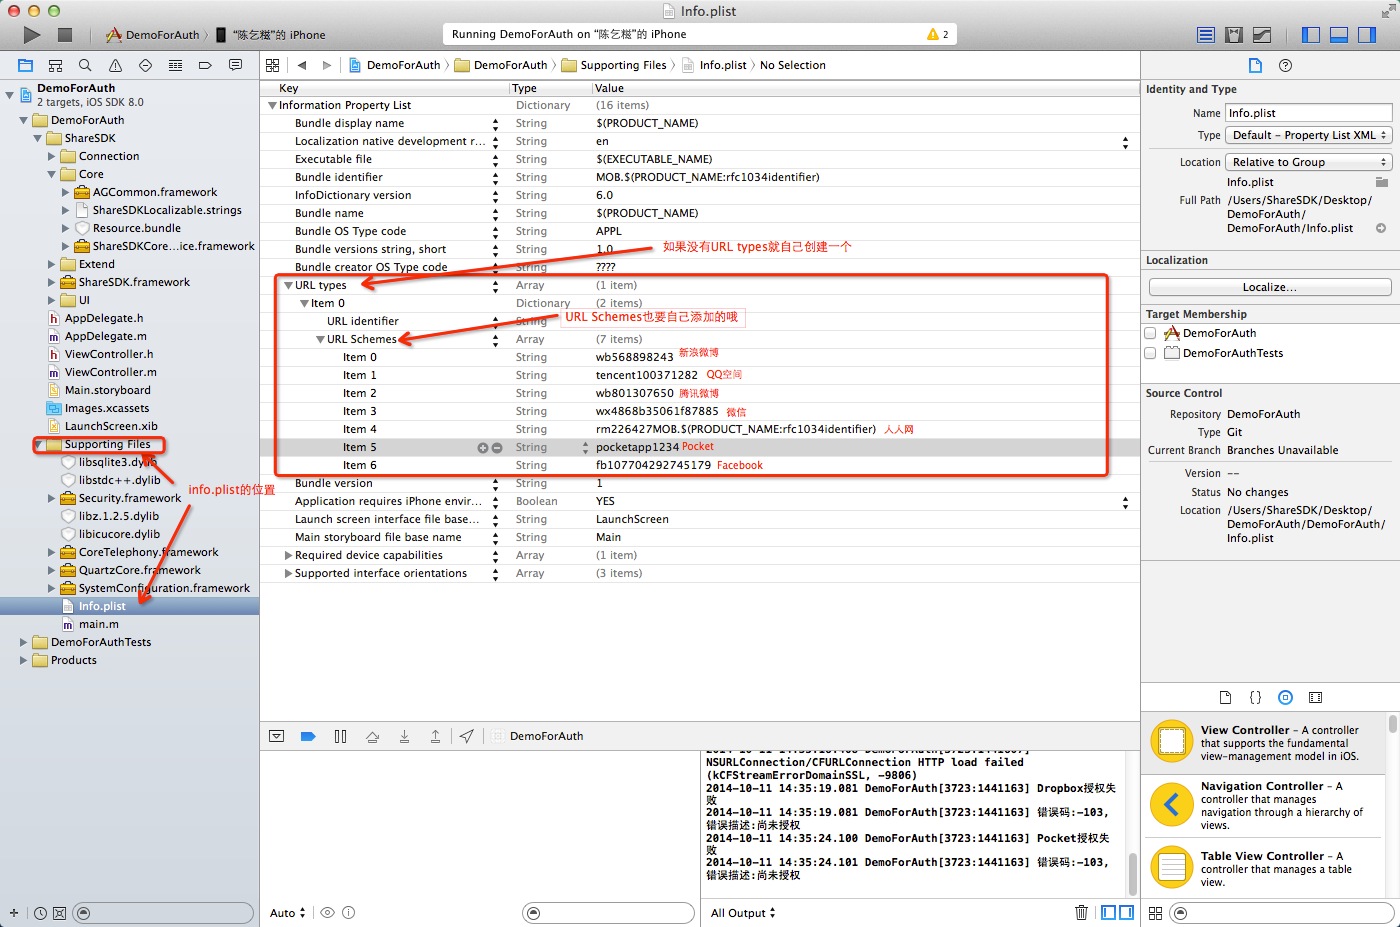 Info.plist
DemoForAuth
“陈乞糍”的 iPhone
Running DemoForAuth on “陈乞糍”的 iPhone
2
DemoForAuth
2 targets, iOS SDK 8.0
DemoForAuth
ShareSDK
Connection
Core
AGCommon.framework
ShareSDKLocalizable.strings
Resource.bundle
ShareSDKCore...ice.framework
Extend
ShareSDK.framework
UI
AppDelegate.h
AppDelegate.m
ViewController.h
ViewController.m
Main.storyboard
Images.xcassets
LaunchScreen.xib
Supporting Files
libsqlite3.dylib
libstdc++.dylib
Security.framework
libz.1.2.5.dylib
libicucore.dylib
CoreTelephony.framework
QuartzCore.framework
SystemConfiguration.framework
Info.plist
main.m
DemoForAuthTests
Products
info.plist的位置
DemoForAuth DemoForAuth Supporting Files Info.plist No Selection
Key Type Value
Information Property List Dictionary (16 items)
Bundle display name String $(PRODUCT_NAME)
Localization native development r... String en
Executable file String $(EXECUTABLE_NAME)
Bundle identifier String MOB.$(PRODUCT_NAME:rfc1034identifier)
InfoDictionary version String 6.0
Bundle name String $(PRODUCT_NAME)
Bundle OS Type code String APPL
Bundle versions string, short String 1.0
如果没有URL types就自己创建一个
Bundle creator OS Type code String ????
URL types Array (1 item)
Item 0 Dictionary (2 items)
URL identifier String
URL Schemes也要自己添加的哦
URL Schemes Array (7 items)
Item 0 String wb568898243 新浪微博
Item 1 String tencent100371282 QQ空间
Item 2 String wb801307650 腾讯微博
Item 3 String wx4868b35061f87885 微信
Item 4 String rm226427MOB.$(PRODUCT_NAME:rfc1034identifier) 人人网
Item 5 String pocketapp1234 Pocket
Item 6 String fb107704292745179 Facebook
Bundle version String 1
Application requires iPhone envir... Boolean YES
Launch screen interface file base... String LaunchScreen
Main storyboard file base name String Main
Required device capabilities Array (1 item)
Supported interface orientations Array (3 items)
DemoForAuth
NSURLConnection/CFURLConnection HTTP load failed
(kCFStreamErrorDomainSSL, -9806)
2014-10-11 14:35:19.081 DemoForAuth[3723:1441163] Dropbox授权失
败
2014-10-11 14:35:19.081 DemoForAuth[3723:1441163] 错误码:-103,
错误描述:尚未授权
2014-10-11 14:35:24.100 DemoForAuth[3723:1441163] Pocket授权失
败
2014-10-11 14:35:24.101 DemoForAuth[3723:1441163] 错误码:-103,
错误描述:尚未授权
Auto
All Output
Identity and Type
Name Info.plist
Type Default - Property List XML
Location Relative to Group
Info.plist
Full Path /Users/ShareSDK/Desktop/
DemoForAuth/
DemoForAuth/Info.plist
Localization
Localize...
Target Membership
DemoForAuth
DemoForAuthTests
Source Control
Repository DemoForAuth
Type Git
Current Branch Branches Unavailable
Version --
Status No changes
Location /Users/ShareSDK/Desktop/
DemoForAuth/DemoForAuth/
Info.plist
View Controller - A controller
that supports the fundamental
view-management model in iOS.
Navigation Controller - A
controller that manages
navigation through a hierarchy of
views.
Table View Controller - A
controller that manages a table
view.